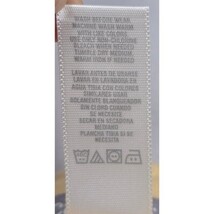 WASH BEFORE WEAR
MACHINE WASH WARM
WITH LIKE COLORS
USE ONLY NON-CHLORINE
BLEACH WHEN NEEDED
TUMBLE DRY MEDIUM
WARM IRON IF NEEDED
LAVAR ANTES DE USARSE
LAVAR EN LAVADORA
AGUA TIBIA CON COLORES
SIMILARES USAR
SOLAMENTE BLANQUEADOR
SIN CLORO CUANDO
SE NECESITE
SECAR EN SECADORA
MEDIANO
PLANCHA TIBIA SI ES
NECESITE